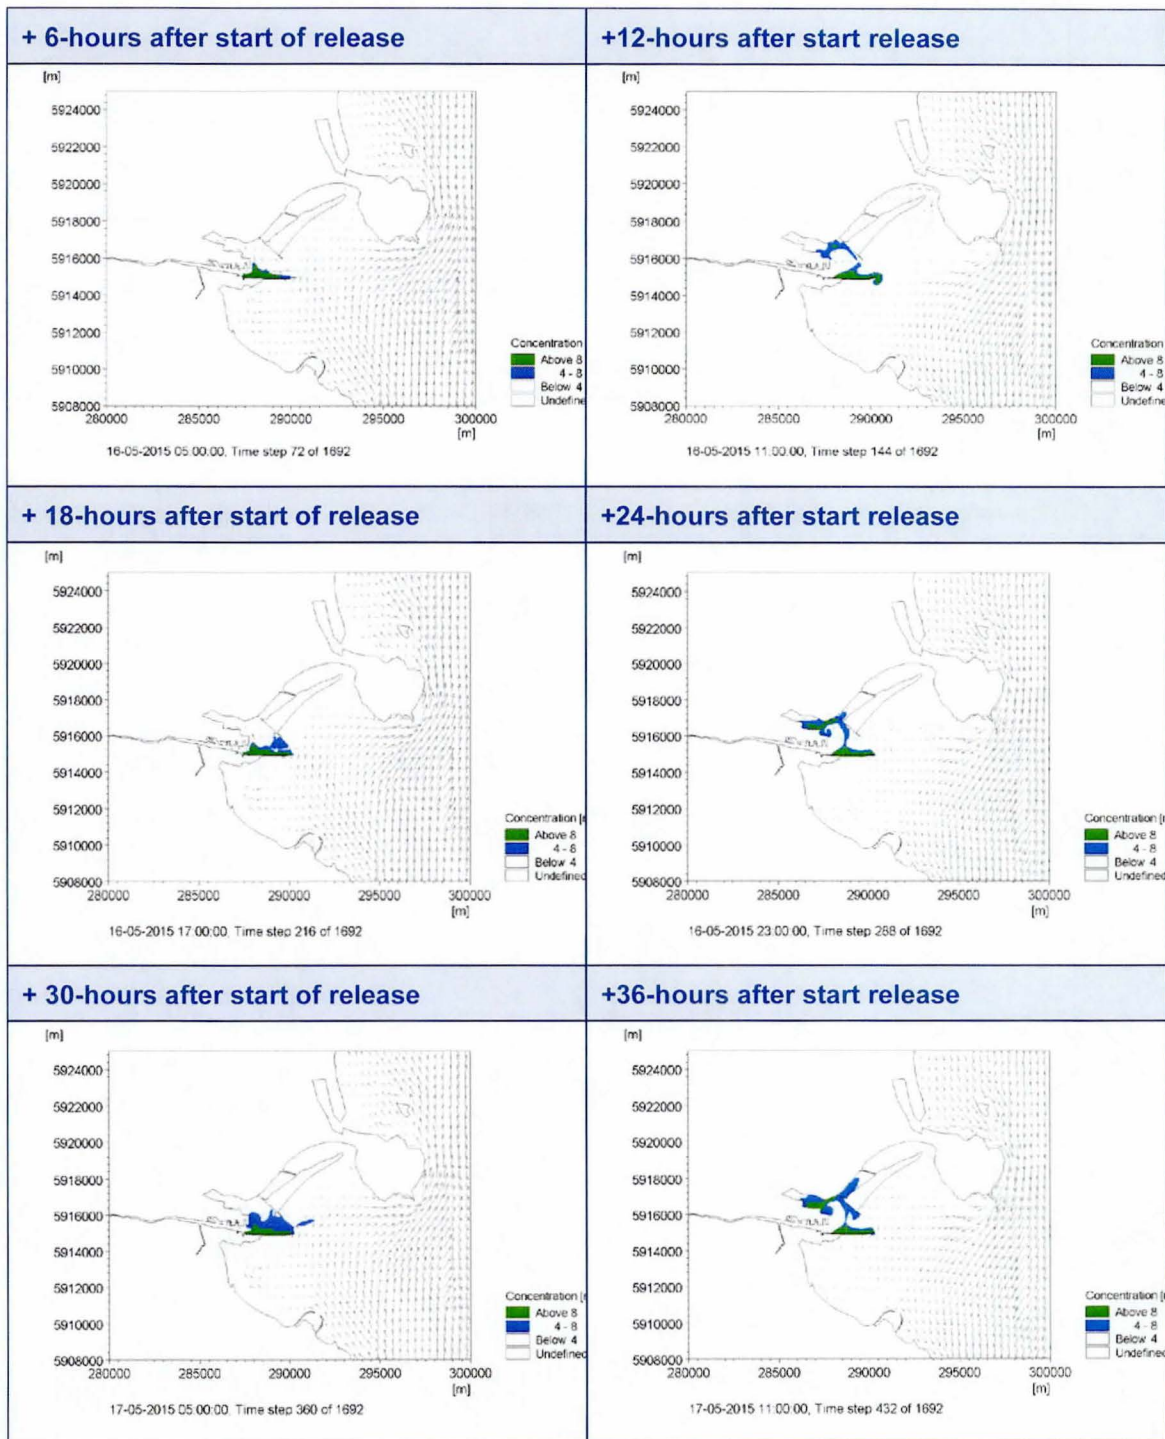 + 6-hours after start of release
+12-hours after start release
[m]
5924000
5922000
5920000
5918000
5916000
5914000
5912000
5910000
5908000
280000 285000 290000 295000 300000
[m]
Concentration
Above 8
4 - 8
Below 4
Undefine
16-05-2015 05:00:00, Time step 72 of 1692
[m]
5924000
5922000
5920000
5918000
5916000
5914000
5912000
5910000
5908000
280000 285000 290000 295000 300000
[m]
Concentration
Above 8
4 - 8
Below 4
Undefine
16-05-2015 11:00:00, Time step 144 of 1692
+ 18-hours after start of release
+24-hours after start release
[m]
5924000
5922000
5920000
5918000
5916000
5914000
5912000
5910000
5908000
280000 285000 290000 295000 300000
[m]
Concentration [
Above 8
4 - 8
Below 4
Undefined
16-05-2015 17:00:00, Time step 216 of 1692
[m]
5924000
5922000
5920000
5918000
5916000
5914000
5912000
5910000
5908000
280000 285000 290000 295000 300000
[m]
Concentration [
Above 8
4 - 8
Below 4
Undefined
16-05-2015 23:00:00, Time step 288 of 1692
+ 30-hours after start of release
+36-hours after start release
[m]
5924000
5922000
5920000
5918000
5916000
5914000
5912000
5910000
5908000
280000 285000 290000 295000 300000
[m]
Concentration [
Above 8
4 - 8
Below 4
Undefined
17-05-2015 05:00:00, Time step 360 of 1692
[m]
5924000
5922000
5920000
5918000
5916000
5914000
5912000
5910000
5908000
280000 285000 290000 295000 300000
[m]
Concentration [
Above 8
4 - 8
Below 4
Undefined
17-05-2015 11:00:00, Time step 432 of 1692